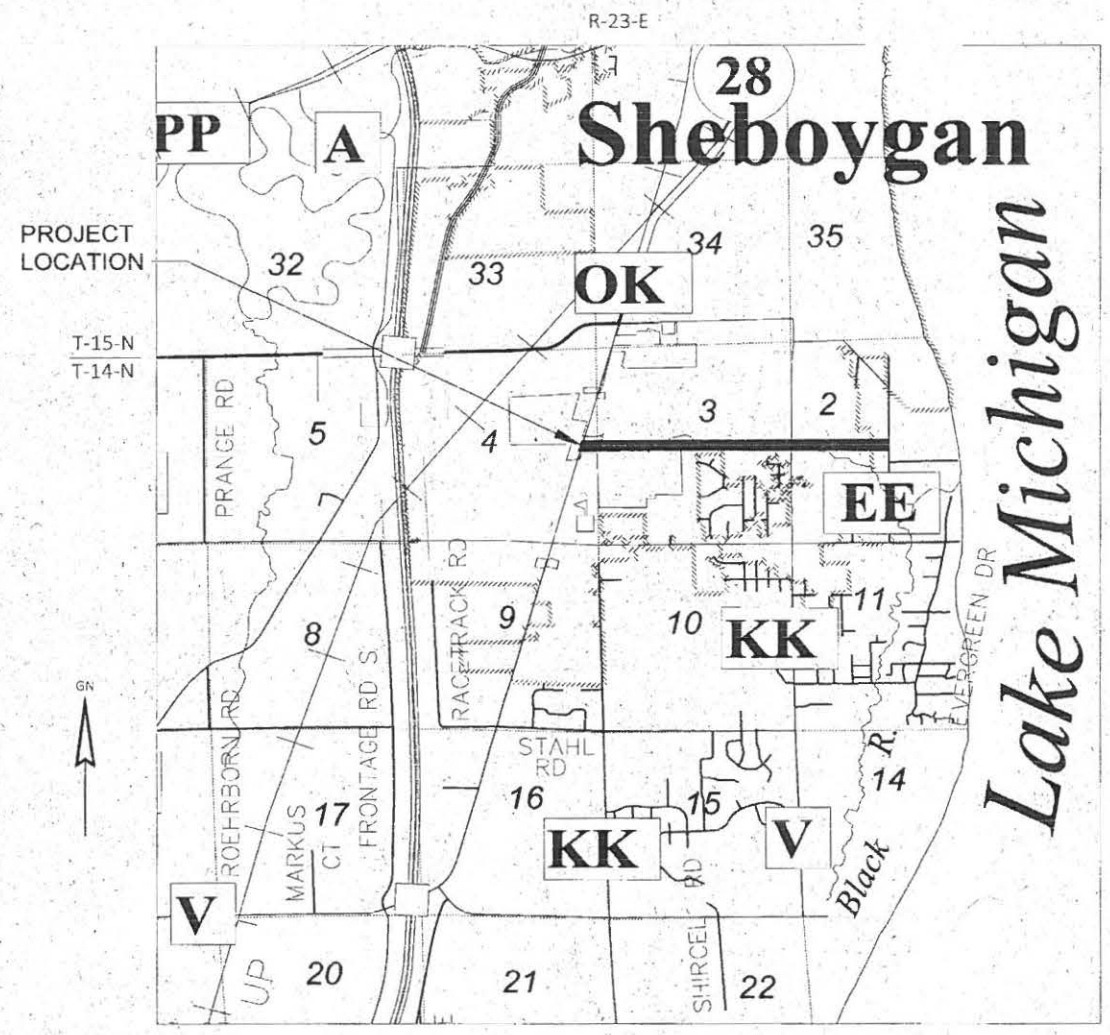 R-23-E
28
Sheboygan
PP
A
PROJECT
LOCATION
32
33
34
35
OK
T-15-N
T-14-N
PRANGE RD
5
4
3
2
EE
Lake Michigan
RACETRACK RD
8
9
10
11
KK
EVERGREEN DR
GN
ROEHRBORN RD
FRONTAGE RD S.
STAHL
RD
MARKUS
CT
17
16
15
14
KK
V
Black R.
V
SHIRCEL RD
UP
20
21
22